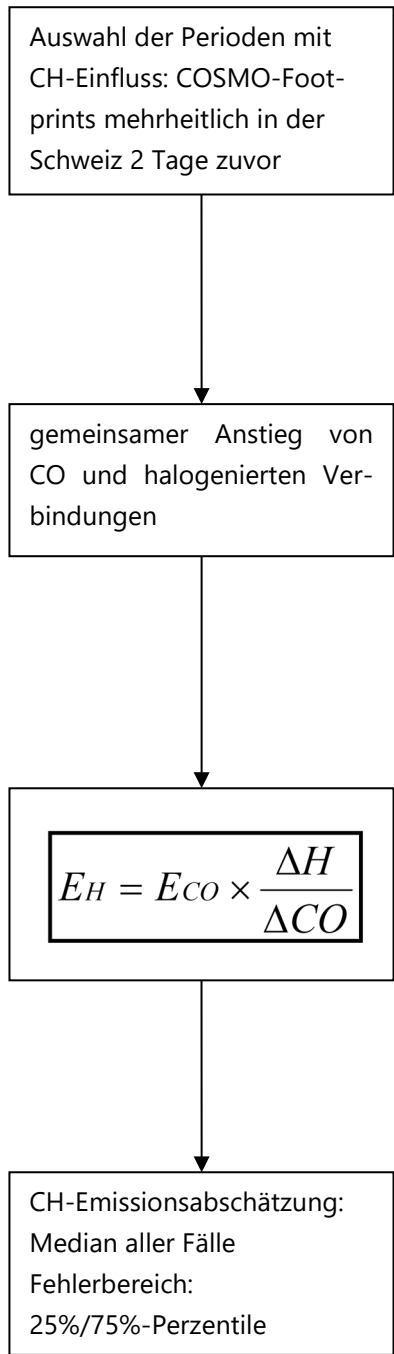 Auswahl der Perioden mit
CH-Einfluss: COSMO-Foot-
prints mehrheitlich in der
Schweiz 2 Tage zuvor
gemeinsamer Anstieg von
CO und halogenierten Ver-
bindungen
EH = ECO × ΔH/ΔCO
CH-Emissionsabschätzung:
Median aller Fälle
Fehlerbereich:
25%/75%-Perzentile